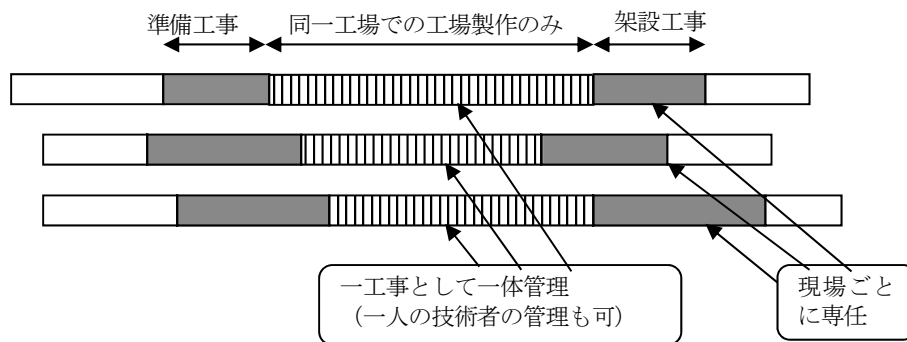 準備工事
同一工場での工場製作のみ
架設工事
一工事として一体管理
（一人の技術者の管理も可）
現場ごと
に専任